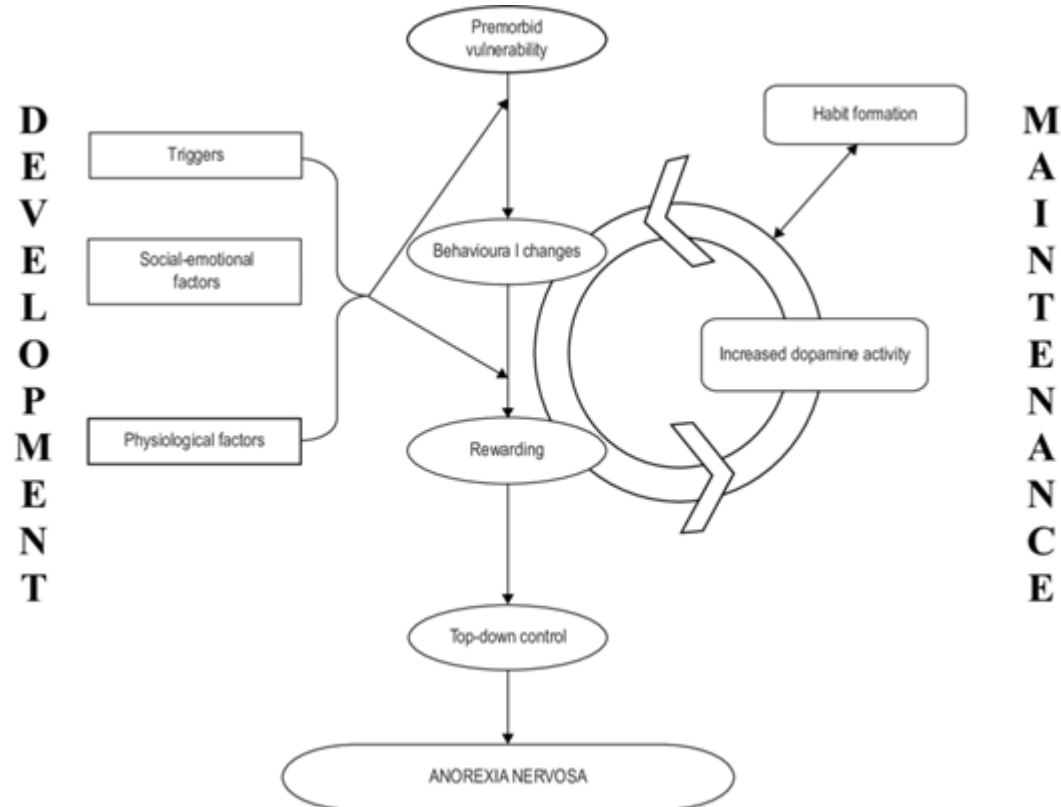 Premorbid
vulnerability
DEVELOPMENT
Triggers
Social-emotional
factors
Physiological factors
Behavioura l changes
Rewarding
Top-down control
ANOREXIA NERVOSA
Habit formation
Increased dopamine activity
MAINTENANCE